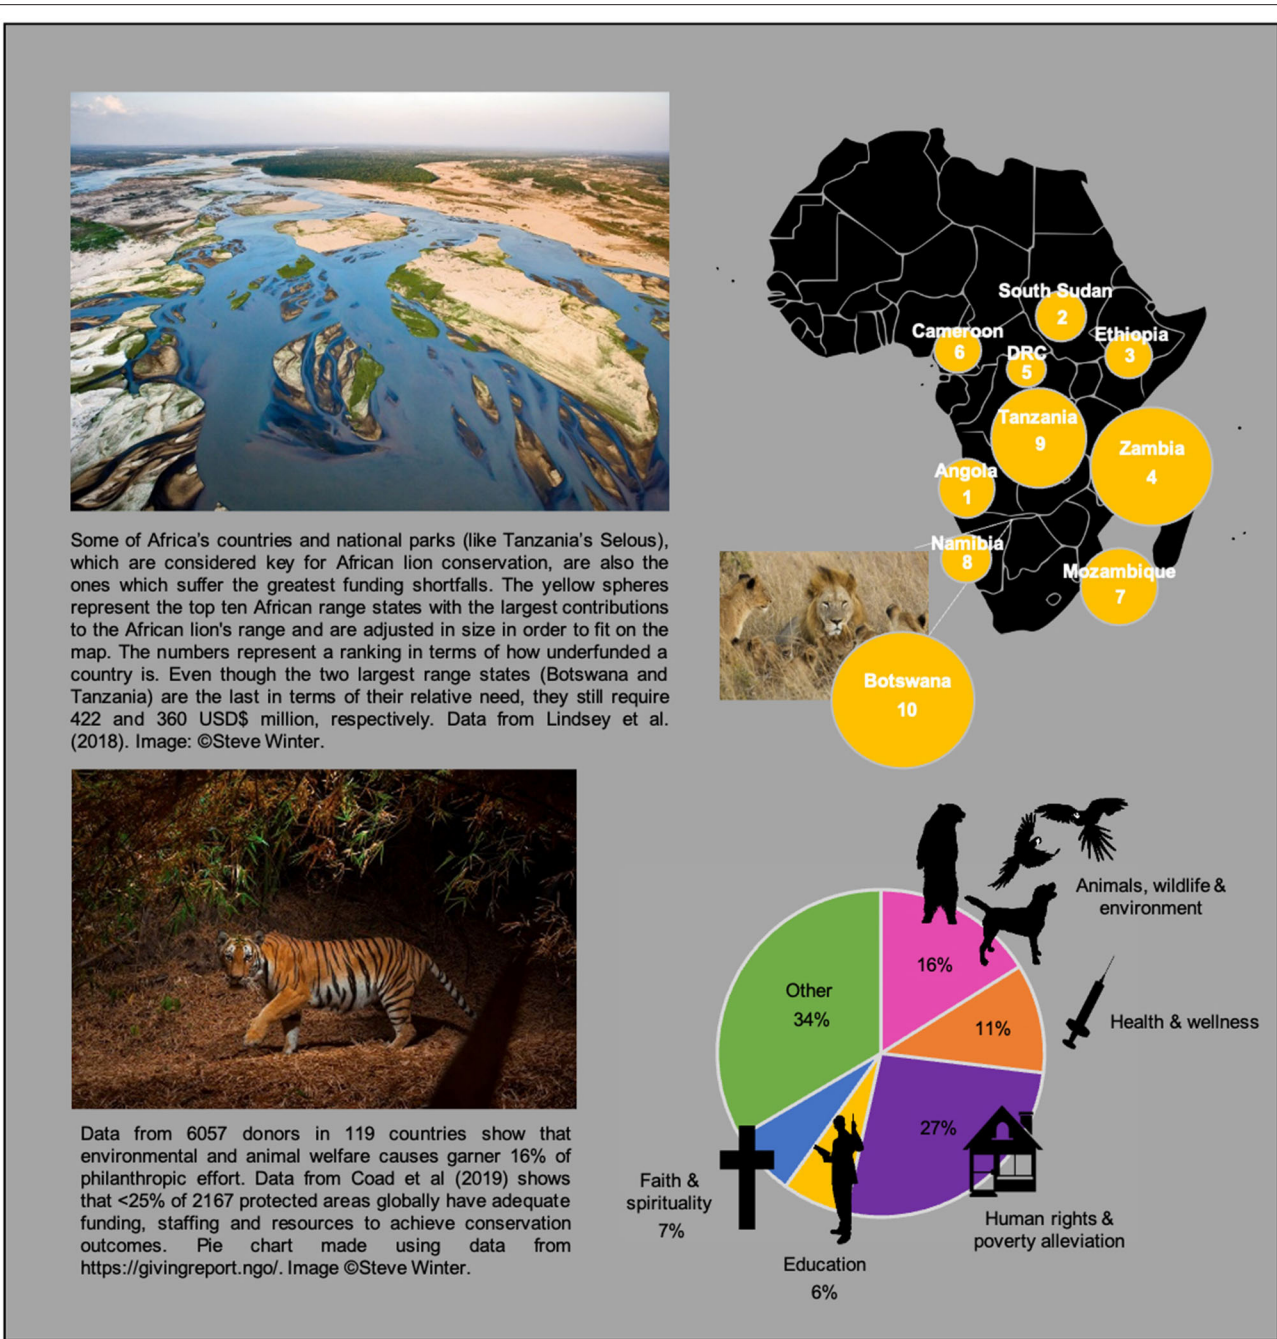 South Sudan
2
Cameroon
6
Ethiopia
3
DRC
5
Tanzania
9
Zambia
4
Angola
1
Namibia
8
Mozambique
7
Botswana
10
Some of Africa's countries and national parks (like Tanzania's Selous),
which are considered key for African lion conservation, are also the
ones which suffer the greatest funding shortfalls. The yellow spheres
represent the top ten African range states with the largest contributions
to the African lion's range and are adjusted in size in order to fit on the
map. The numbers represent a ranking in terms of how underfunded a
country is. Even though the two largest range states (Botswana and
Tanzania) are the last in terms of their relative need, they still require
422 and 360 USD$ million, respectively. Data from Lindsey et al.
(2018). Image: ©Steve Winter.
Animals, wildlife &
environment
16%
Health & wellness
11%
Other
34%
27%
Human rights &
poverty alleviation
Faith &
spirituality
7%
Education
6%
Data from 6057 donors in 119 countries show that
environmental and animal welfare causes garner 16% of
philanthropic effort. Data from Coad et al (2019) shows
that <25% of 2167 protected areas globally have adequate
funding, staffing and resources to achieve conservation
outcomes. Pie chart made using data from
https://givingreport.ngo/. Image ©Steve Winter.